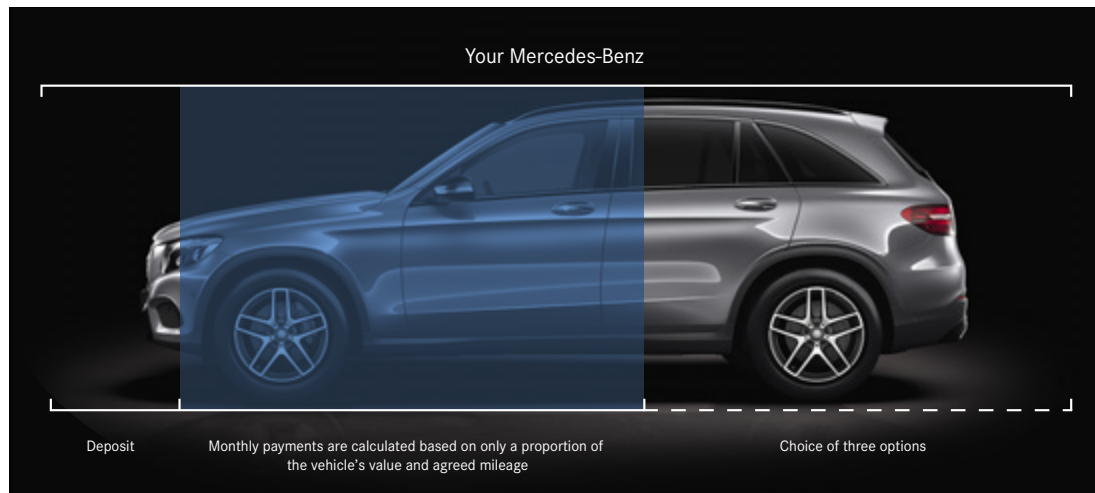 Your Mercedes-Benz
Deposit
Monthly payments are calculated based on only a proportion of
the vehicle's value and agreed mileage
Choice of three options